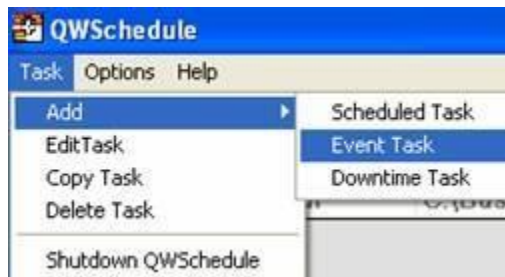 QWSchedule
Task Options Help
Add
Scheduled Task
EditTask
Event Task
Copy Task
Downtime Task
Delete Task
Shutdown QWSchedule